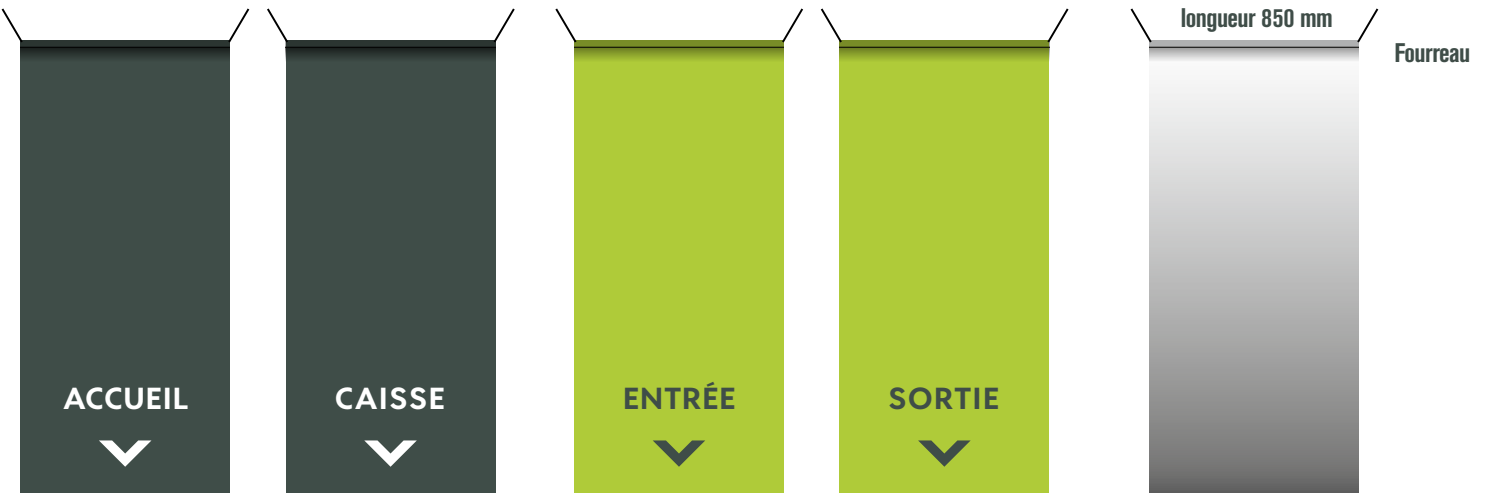 longueur 850 mm
Fourreau
ACCUEIL
CAISSE
ENTRÉE
SORTIE